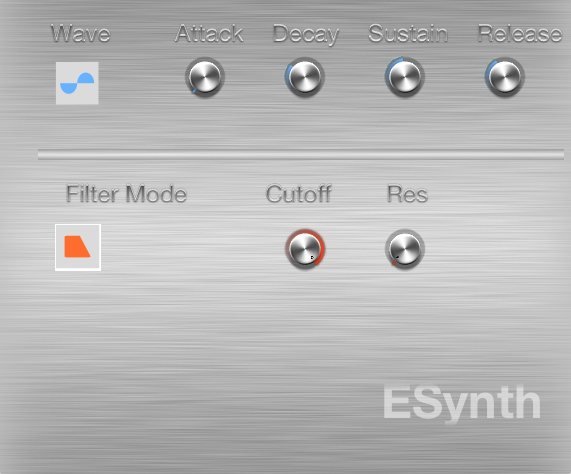 Wave Attack Decay Sustain Release
Filter Mode Cutoff Res
ESynth